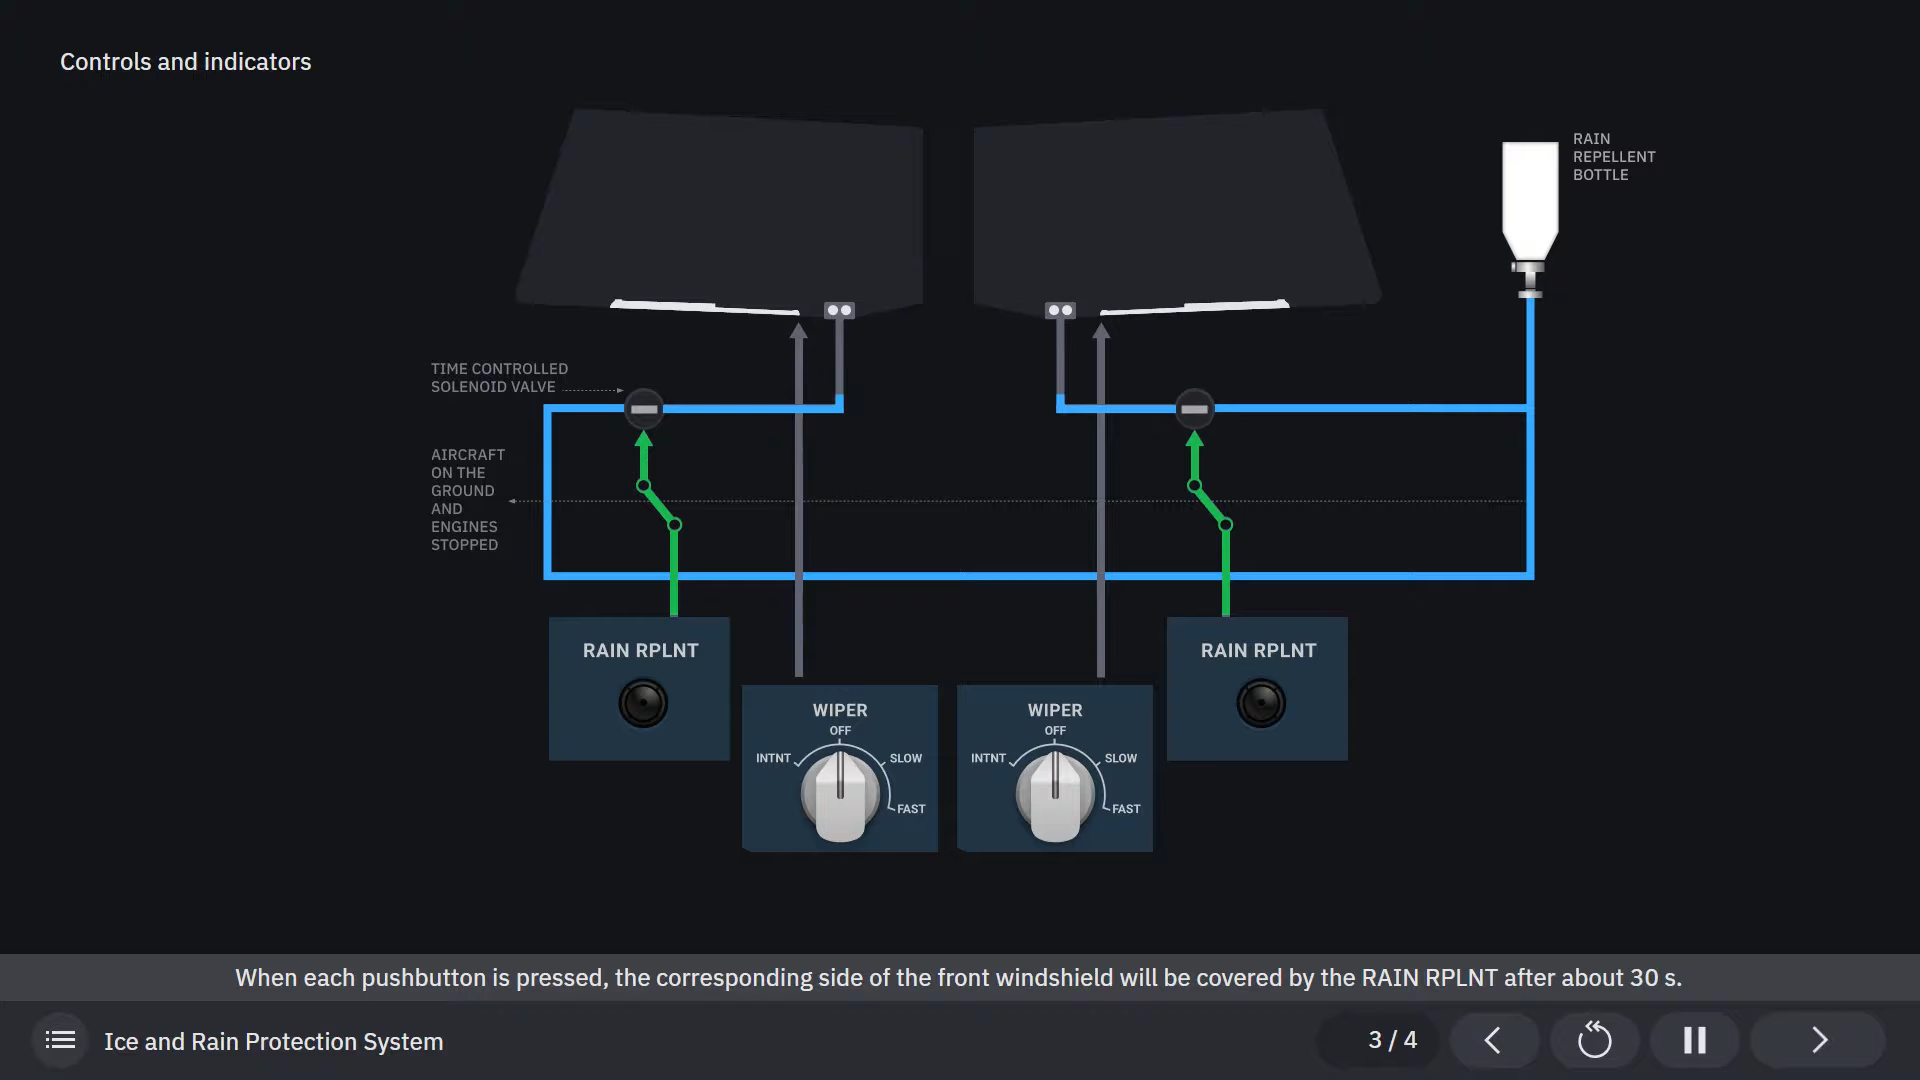 Controls and indicators
RAIN
REPELLENT
BOTTLE
TIME CONTROLLED
SOLENOID VALVE
AIRCRAFT
ON THE
GROUND
AND
ENGINES
STOPPED
RAIN RPLNT
RAIN RPLNT
WIPER
OFF
INTNT
SLOW
FAST
WIPER
OFF
INTNT
SLOW
FAST
When each pushbutton is pressed, the corresponding side of the front windshield will be covered by the RAIN RPLNT after about 30 s.
Ice and Rain Protection System
3 / 4